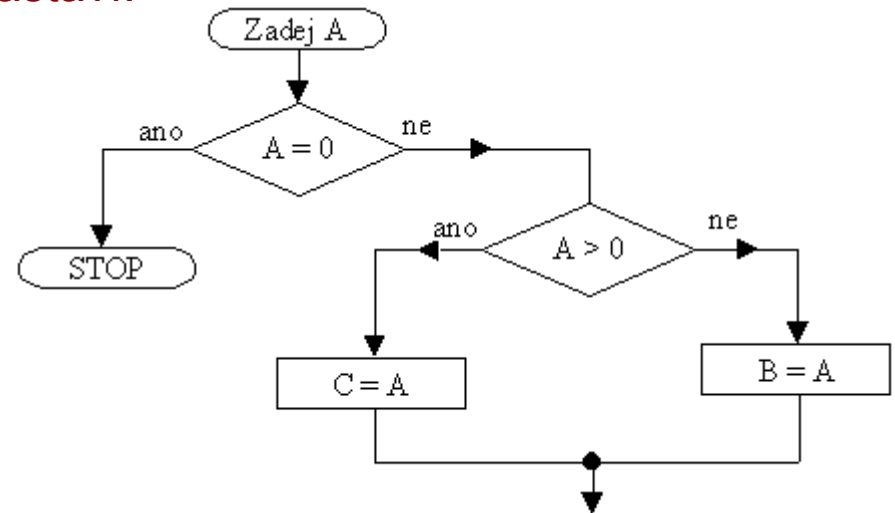 Zadej A
ano
A = 0
ne
STOP
ano
A > 0
ne
C = A
B = A